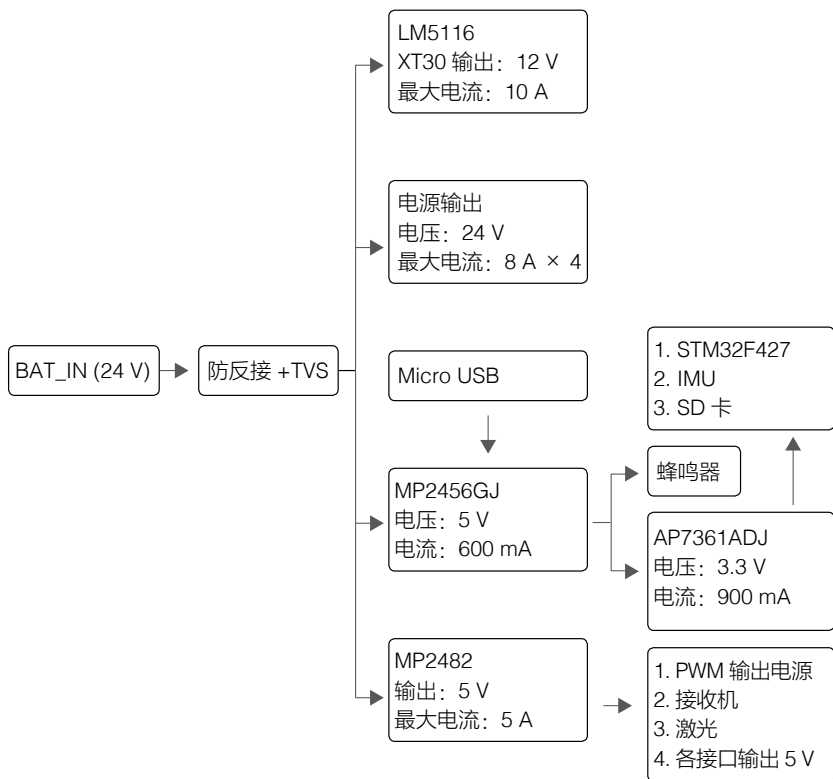 LM5116
XT30 输出：12 V
最大电流：10 A
电源输出
电压：24 V
最大电流：8 A × 4
BAT_IN (24 V)
防反接 +TVS
Micro USB
1. STM32F427
2. IMU
3. SD 卡
MP2456GJ
电压：5 V
电流：600 mA
蜂鸣器
AP7361ADJ
电压：3.3 V
电流：900 mA
MP2482
输出：5 V
最大电流：5 A
1. PWM 输出电源
2. 接收机
3. 激光
4. 各接口输出 5 V